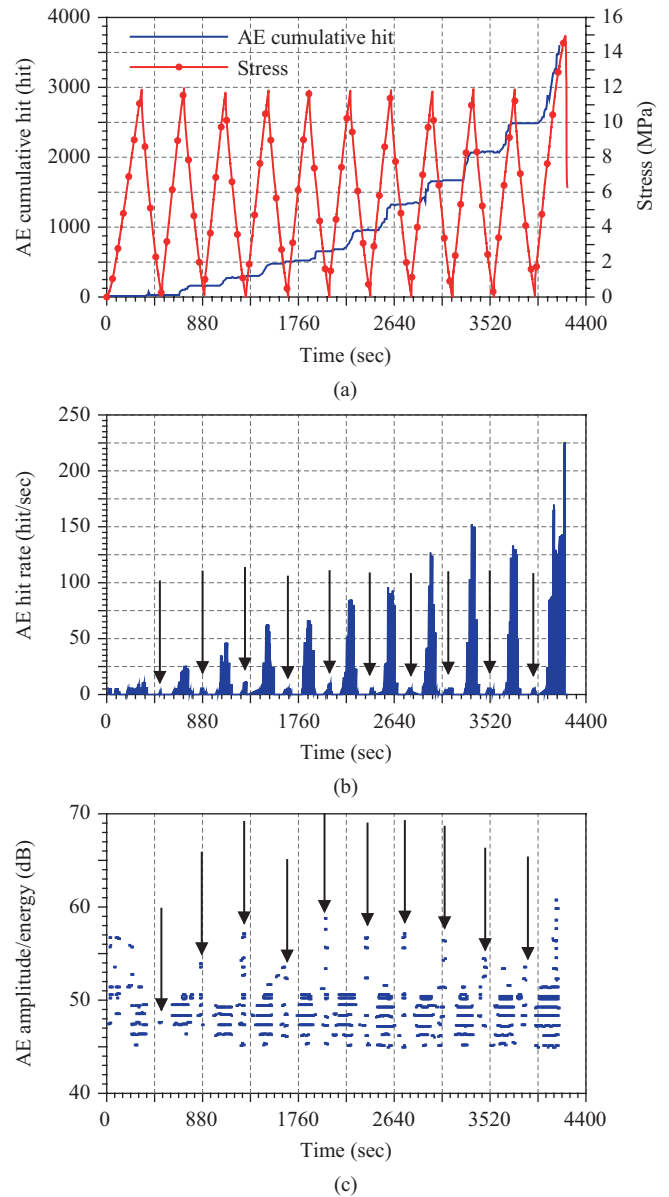 AE cumulative hit
Stress
AE cumulative hit (hit)
4000
3000
2000
1000
0
Stress (MPa)
16
14
12
10
8
6
4
2
0
0 880 1760 2640 3520 4400
Time (sec)
(a)
AE hit rate (hit/sec)
250
200
150
100
50
0
0 880 1760 2640 3520 4400
Time (sec)
(b)
AE amplitude/energy (dB)
70
60
50
40
0 880 1760 2640 3520 4400
Time (sec)
(c)